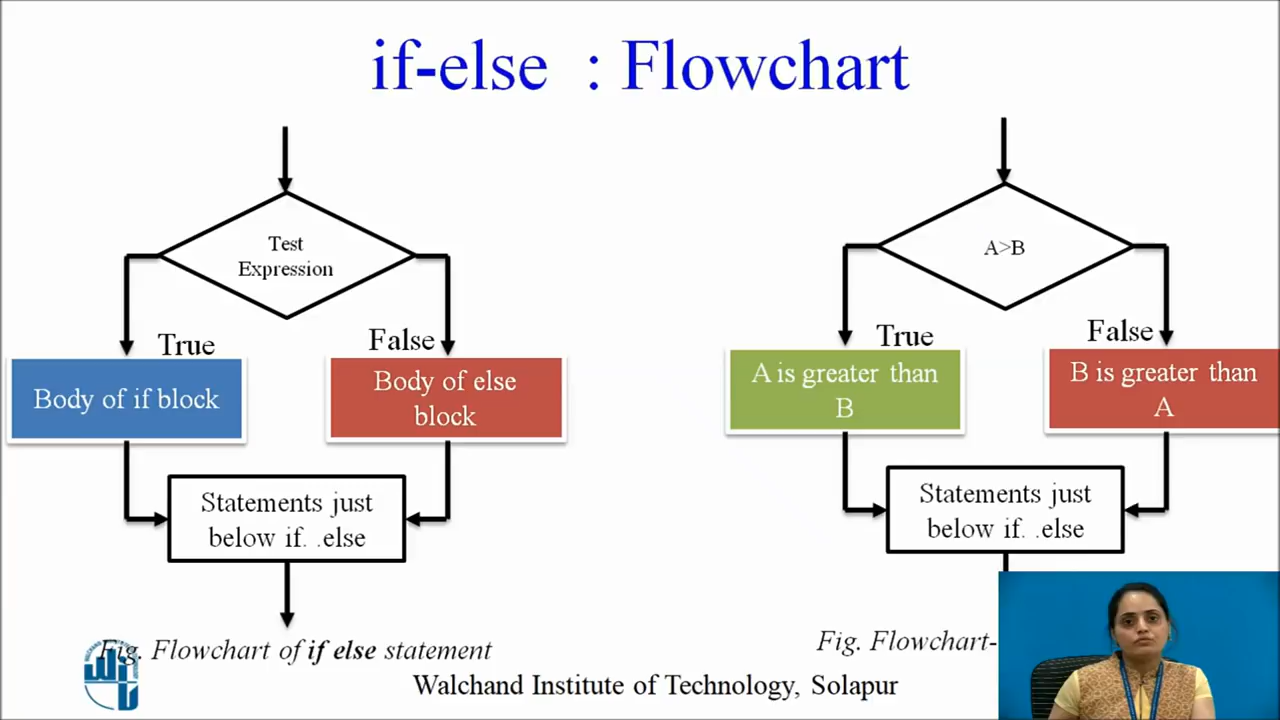 if-else : Flowchart
Test
Expression
True
False
Body of if block
Body of else
block
Statements just
below if. .else
Fig. Flowchart of if else statement
A>B
True
False
A is greater than
B
B is greater than
A
Statements just
below if. .else
Fig. Flowchart-
Walchand Institute of Technology, Solapur